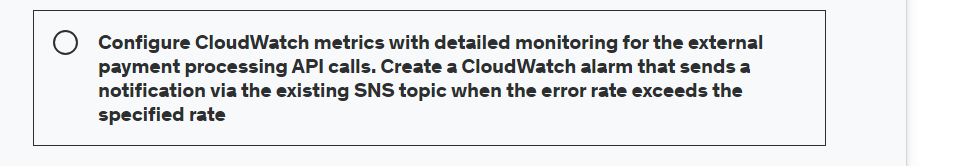 Configure CloudWatch metrics with detailed monitoring for the external
payment processing API calls. Create a CloudWatch alarm that sends a
notification via the existing SNS topic when the error rate exceeds the
specified rate